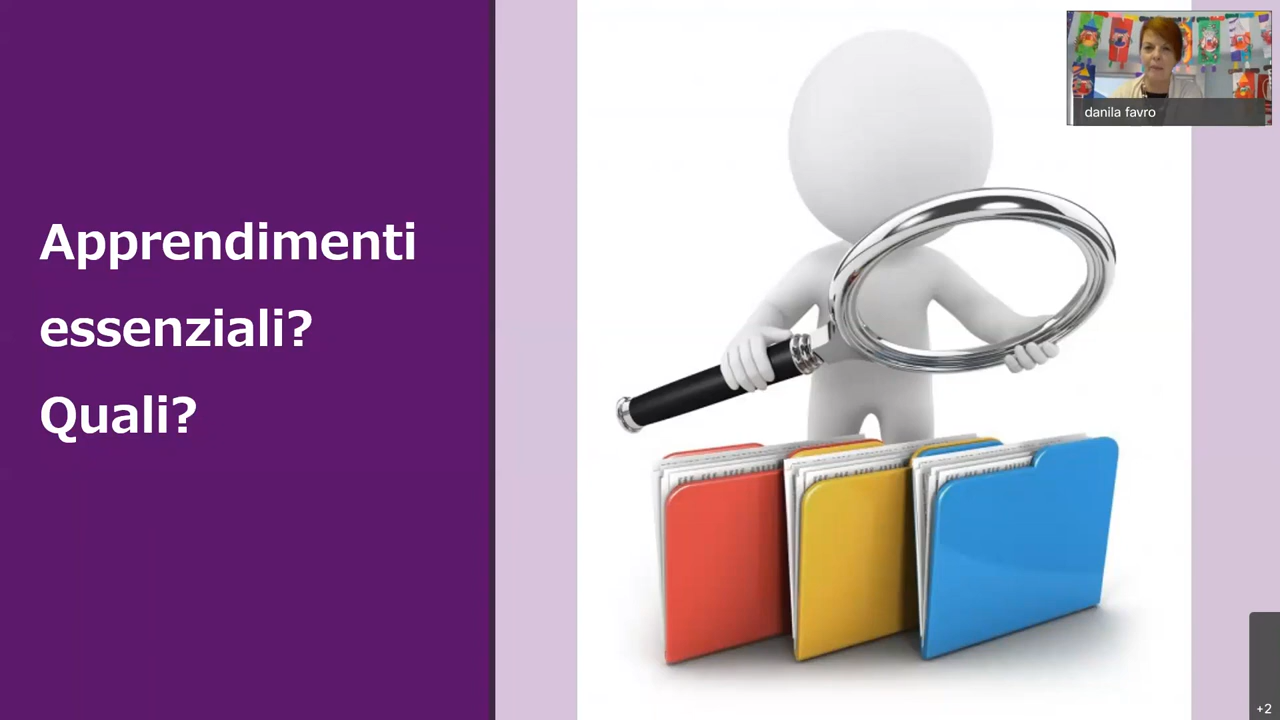 Apprendimenti
essenziali?
Quali?
danila favro
+2